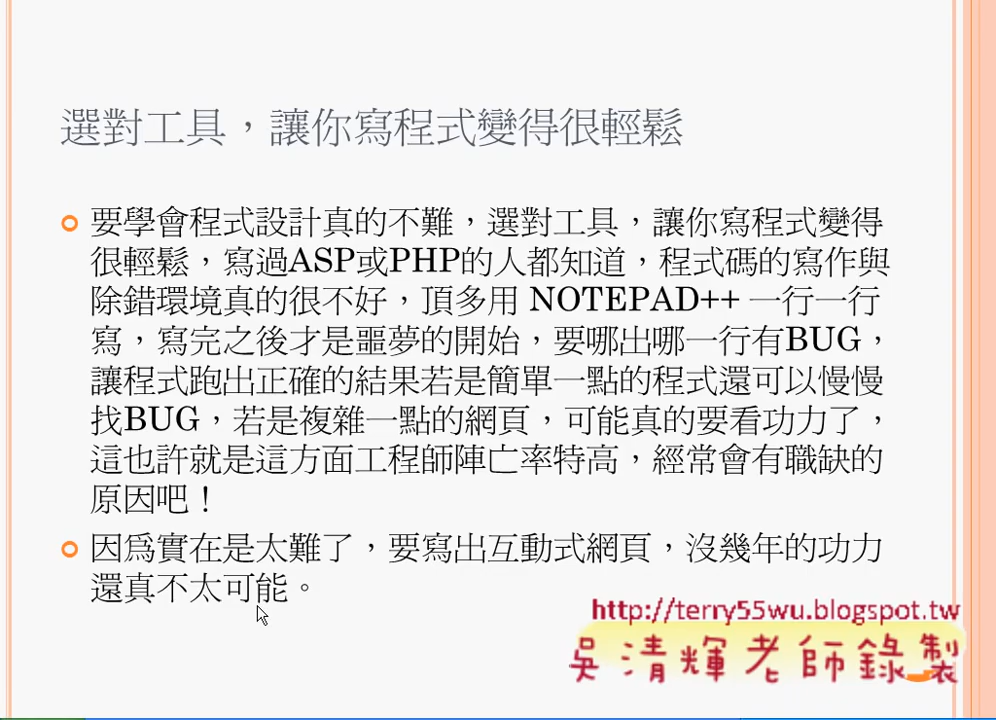 選對工具，讓你寫程式變得很輕鬆
要學會程式設計真的不難，選對工具，讓你寫程式變得
很輕鬆，寫過ASP或PHP的人都知道，程式碼的寫作與
除錯環境真的很不好，頂多用 NOTEPAD++ 一行一行
寫，寫完之後才是噩夢的開始，要哪出哪一行有BUG，
讓程式跑出正確的結果若是簡單一點的程式還可以慢慢
找BUG，若是複雜一點的網頁，可能真的要看功力了，
這也許就是這方面工程師陣亡率特高，經常會有職缺的
原因吧！
因為實在是太難了，要寫出互動式網頁，沒幾年的功力
還真不太可能。
http://terry55wu.blogspot.tw
吳清輝老師錄製